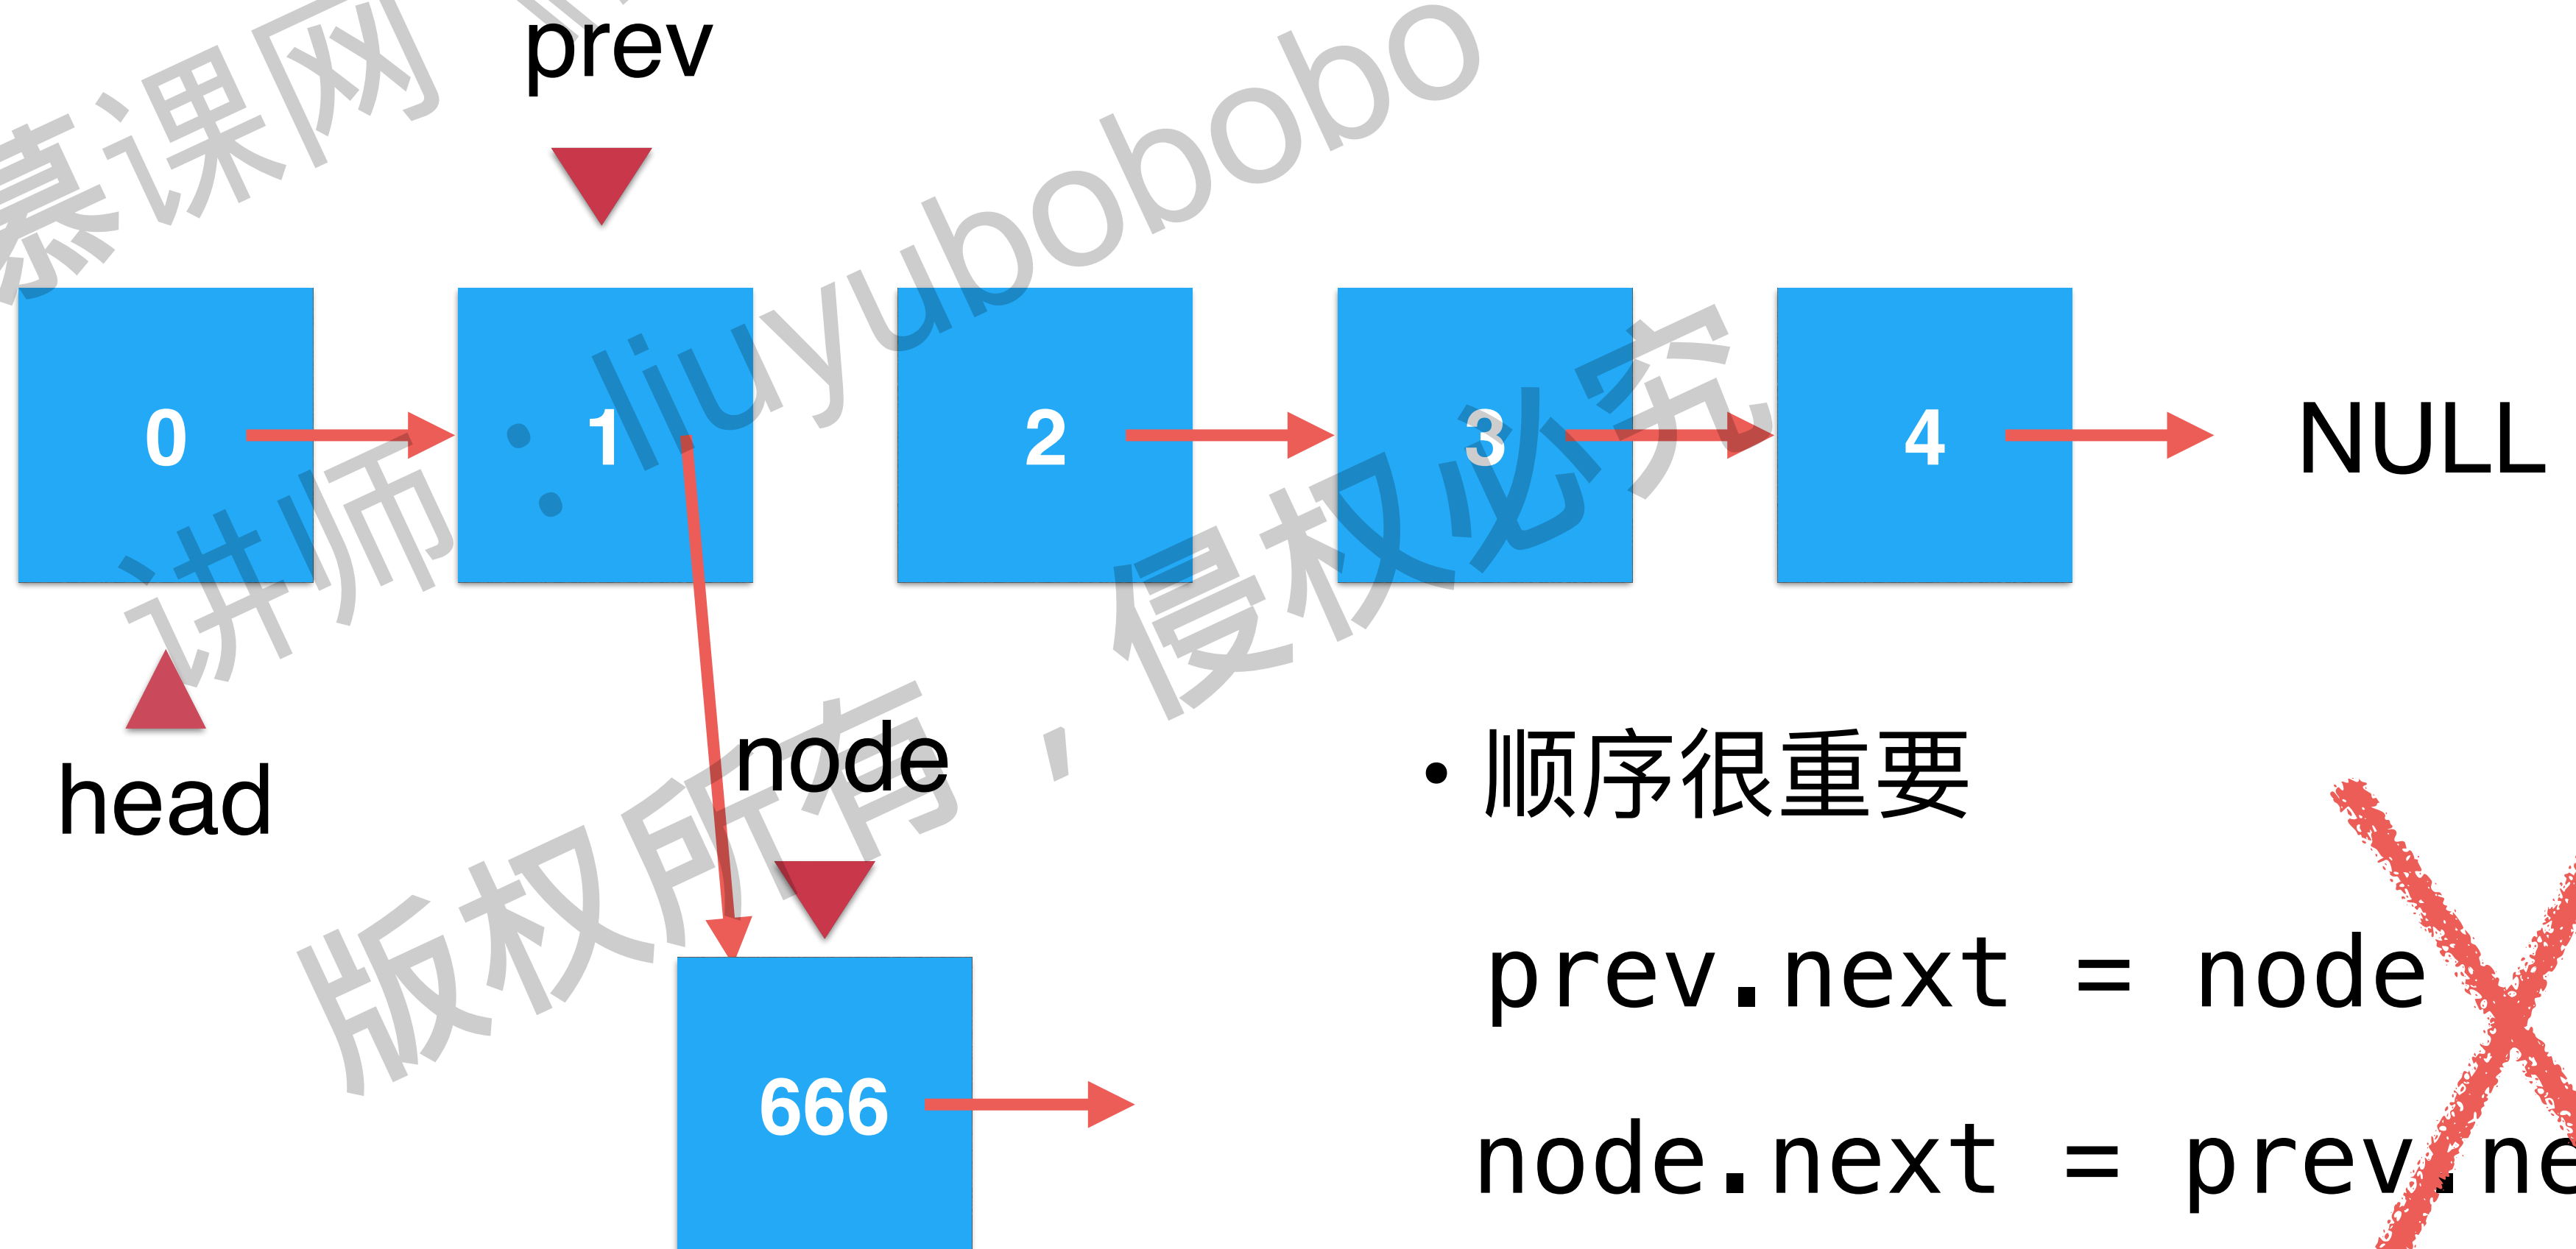 慕课网
prev
讲师：liuyubobobo
0
1
2
3
4
NULL
版权所有，侵权必究
head
node
666
• 顺序很重要
prev.next = node
node.next = prev.ne